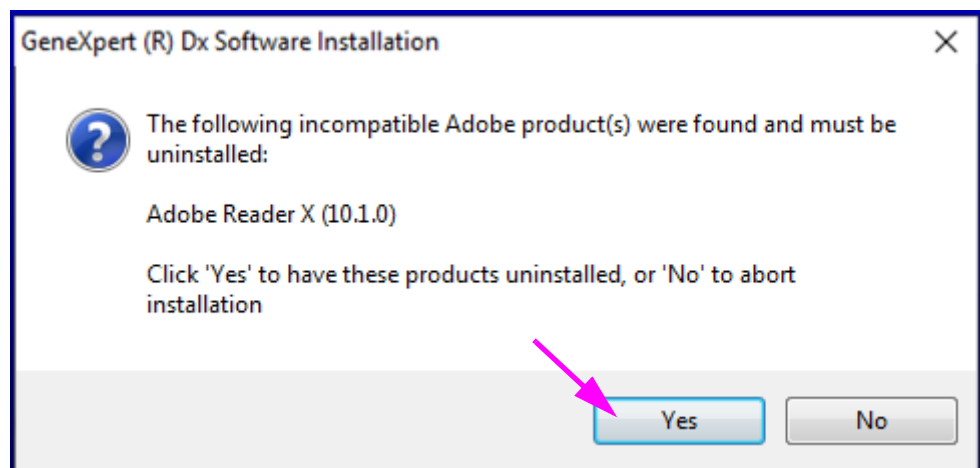 GeneXpert (R) Dx Software Installation
The following incompatible Adobe product(s) were found and must be
uninstalled:
Adobe Reader X (10.1.0)
Click 'Yes' to have these products uninstalled, or 'No' to abort
installation
Yes No